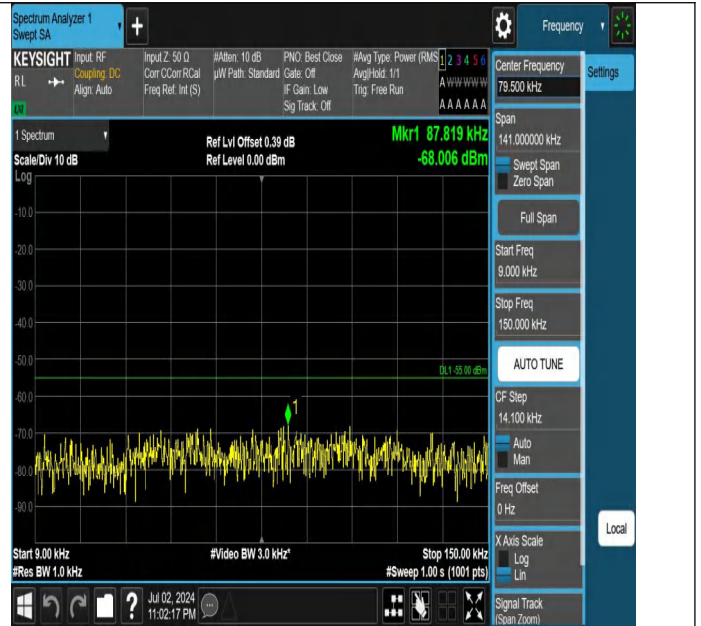 Spectrum Analyzer 1
Swept SA
+
Frequency
KEYSIGHT
RL
LXI
Input: RF
Coupling: DC
Align: Auto
Input Z: 50 Ω
Corr CCorr RCal
Freq Ref: Int (S)
#Atten: 10 dB
µW Path: Standard
PNO: Best Close
Gate: Off
IF Gain: Low
Sig Track: Off
#Avg Type: Power (RMS
Avg|Hold: 1/1
Trig: Free Run
1 2 3 4 5 6
A W W W W W
A A A A A A
1 Spectrum
Scale/Div 10 dB
Log
Ref Lvl Offset 0.39 dB
Ref Level 0.00 dBm
Mkr1 87.819 kHz
-68.006 dBm
-10.0
-20.0
-30.0
-40.0
-50.0
DL1 -55.00 dBm
-60.0
1
-70.0
-80.0
-90.0
Start 9.00 kHz
#Res BW 1.0 kHz
#Video BW 3.0 kHz*
Stop 150.00 kHz
#Sweep 1.00 s (1001 pts)
Center Frequency
79.500 kHz
Settings
Span
141.000000 kHz
Swept Span
Zero Span
Full Span
Start Freq
9.000 kHz
Stop Freq
150.000 kHz
AUTO TUNE
CF Step
14.100 kHz
Auto
Man
Freq Offset
0 Hz
X Axis Scale
Log
Lin
Local
Signal Track
(Span Zoom)
?
Jul 02, 2024
11:02:17 PM